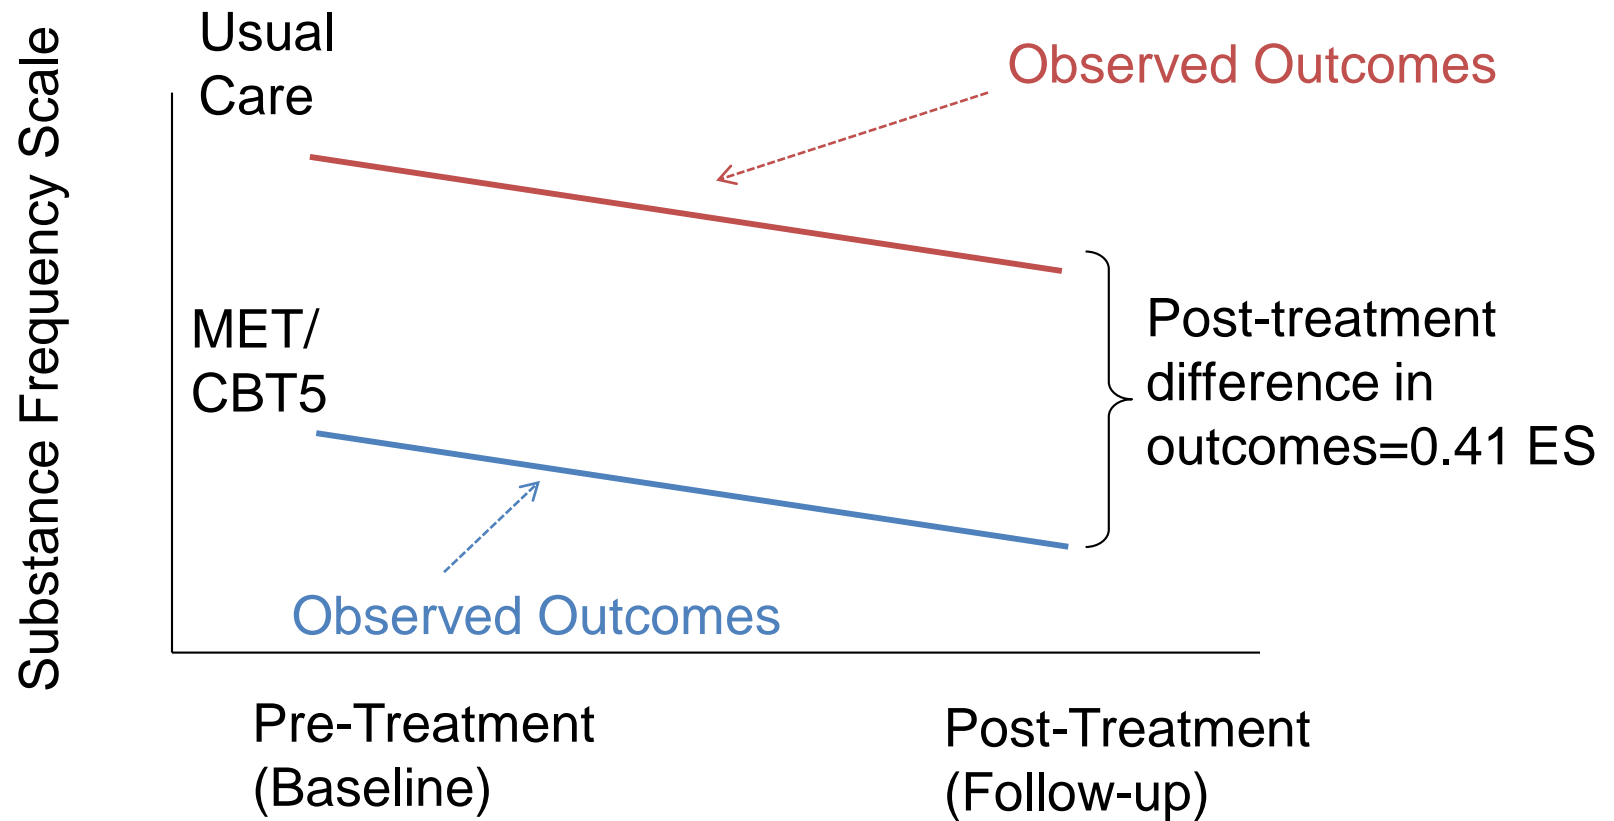 Substance Frequency Scale
Usual
Care
Observed Outcomes
MET/
CBT5
Post-treatment
difference in
outcomes=0.41 ES
Observed Outcomes
Pre-Treatment
(Baseline)
Post-Treatment
(Follow-up)